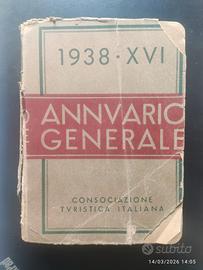 1938 · XVI
ANNVARIO
GENERALE
CONSOCIAZIONE
TVRISTICA ITALIANA
subito
14/03/2026 14:05